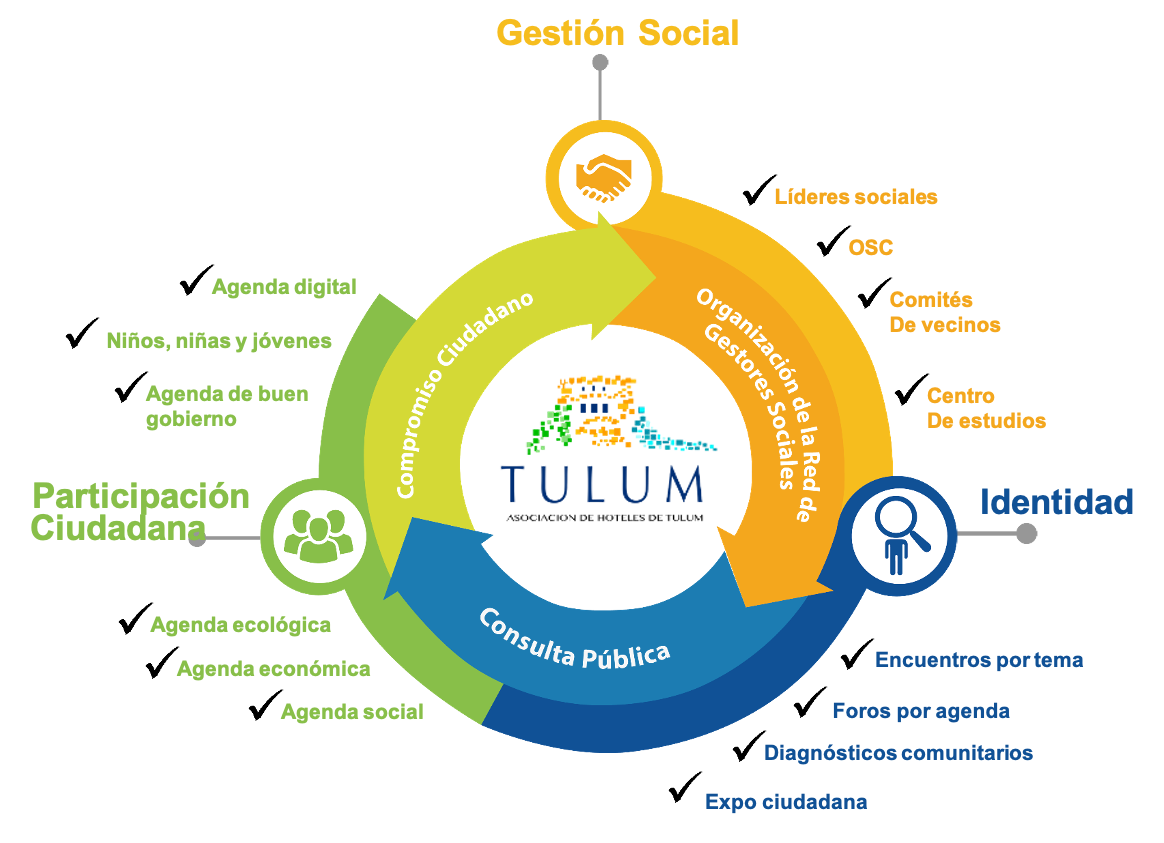 Gestión Social
Líderes sociales
OSC
Comités
De vecinos
Centro
De estudios
Organización de la Red de
Gestores Sociales
Identidad
Encuentros por tema
Foros por agenda
Diagnósticos comunitarios
Expo ciudadana
Consulta Pública
Agenda digital
Niños, niñas y jóvenes
Agenda de buen
gobierno
Participación
Ciudadana
Agenda ecológica
Agenda económica
Agenda social
Compromiso Ciudadano
TULUM
ASOCIACION DE HOTELES DE TULUM